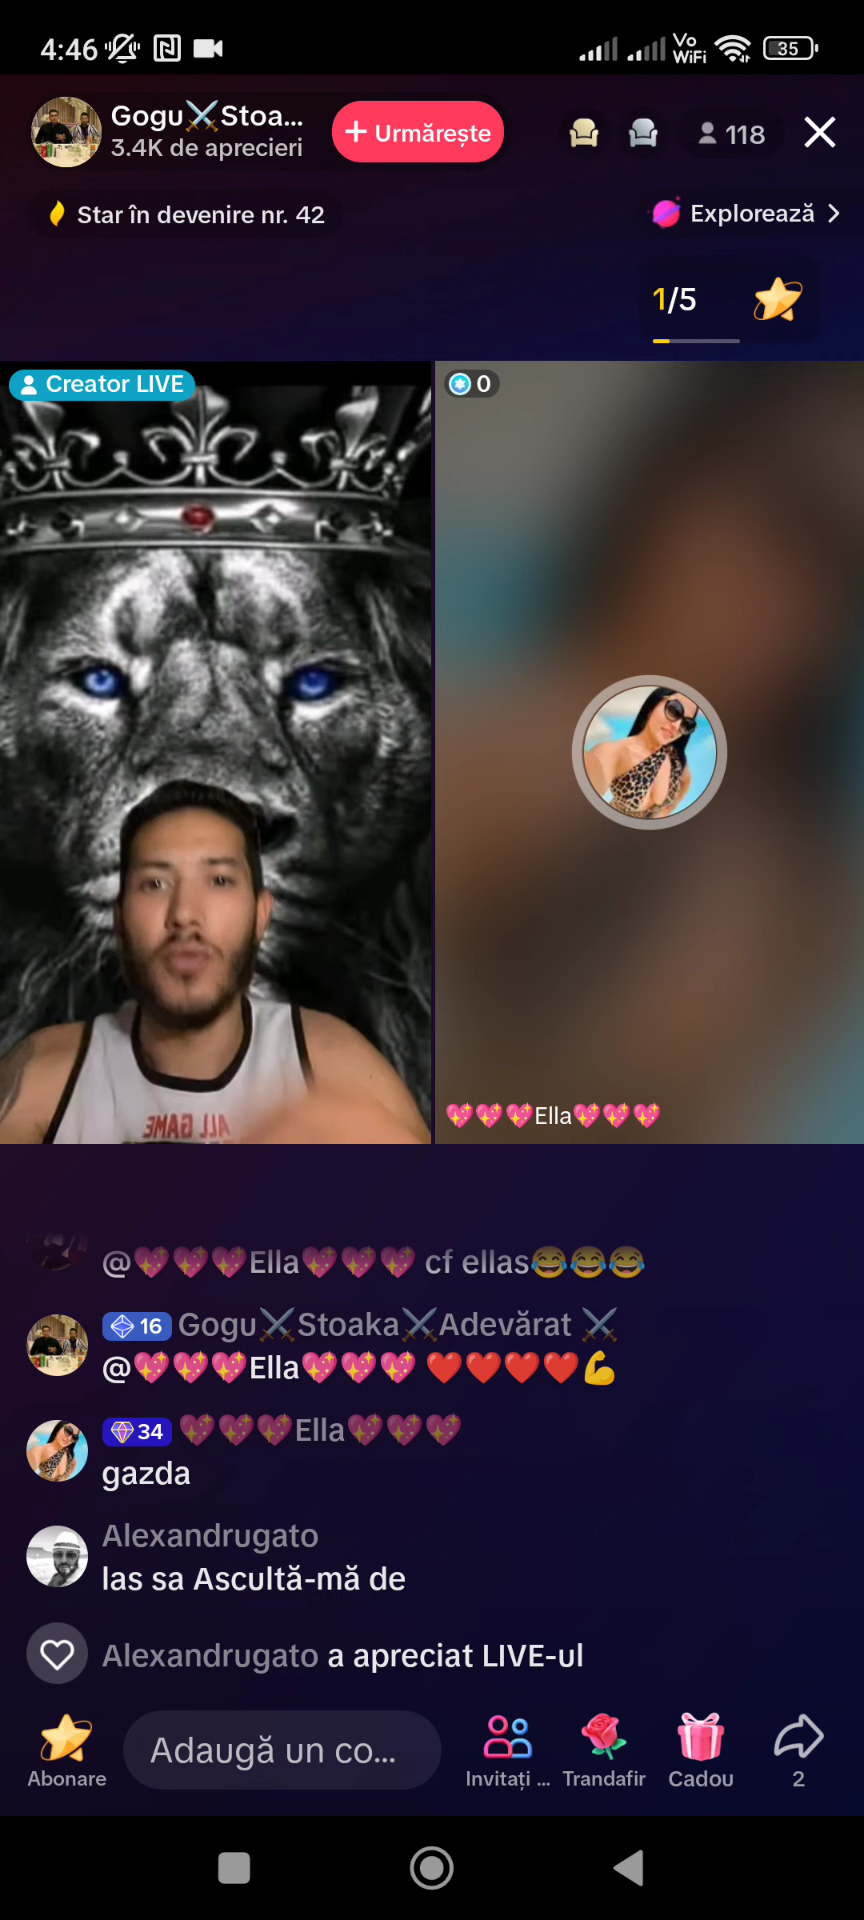 4:46
Vo
WiFi
35
Gogu⚔️Stoa...
3.4K de aprecieri
+ Urmărește
118
Star în devenire nr. 42
Explorează
1/5
Creator LIVE
0
ALL GAME
💖💖💖Ella💖💖💖
@💖💖💖Ella💖💖💖 cf ellas😂😂😂
16 Gogu⚔️Stoaka⚔️Adevărat ⚔️
@💖💖💖Ella💖💖💖 ❤️❤️❤️❤️💪
34 💖💖💖Ella💖💖💖
gazda
Alexandrugato
las sa Ascultă-mă de
Alexandrugato a apreciat LIVE-ul
Adaugă un co...
Abonare
Invitați ...
Trandafir
Cadou
2